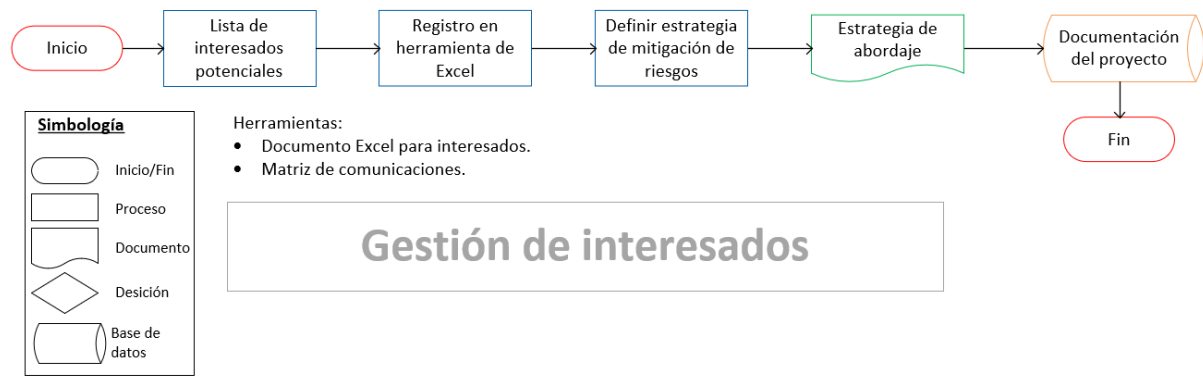 Inicio
Lista de
interesados
potenciales
Registro en
herramienta de
Excel
Definir estrategia
de mitigación de
riesgos
Estrategia de
abordaje
Documentación
del proyecto
Fin
Simbología
Inicio/Fin
Proceso
Documento
Desición
Base de
datos
Herramientas:
• Documento Excel para interesados.
• Matriz de comunicaciones.
Gestión de interesados